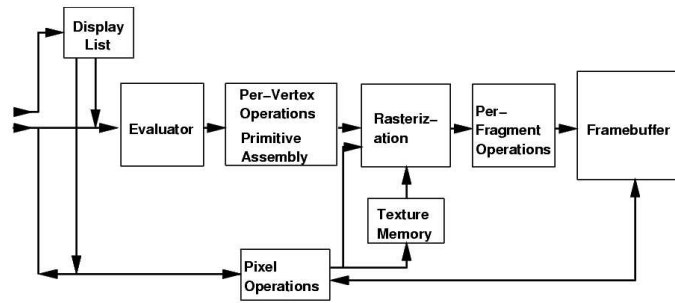 Display
List
Evaluator
Per-Vertex
Operations
Primitive
Assembly
Rasteriz-
ation
Per-
Fragment
Operations
Framebuffer
Texture
Memory
Pixel
Operations